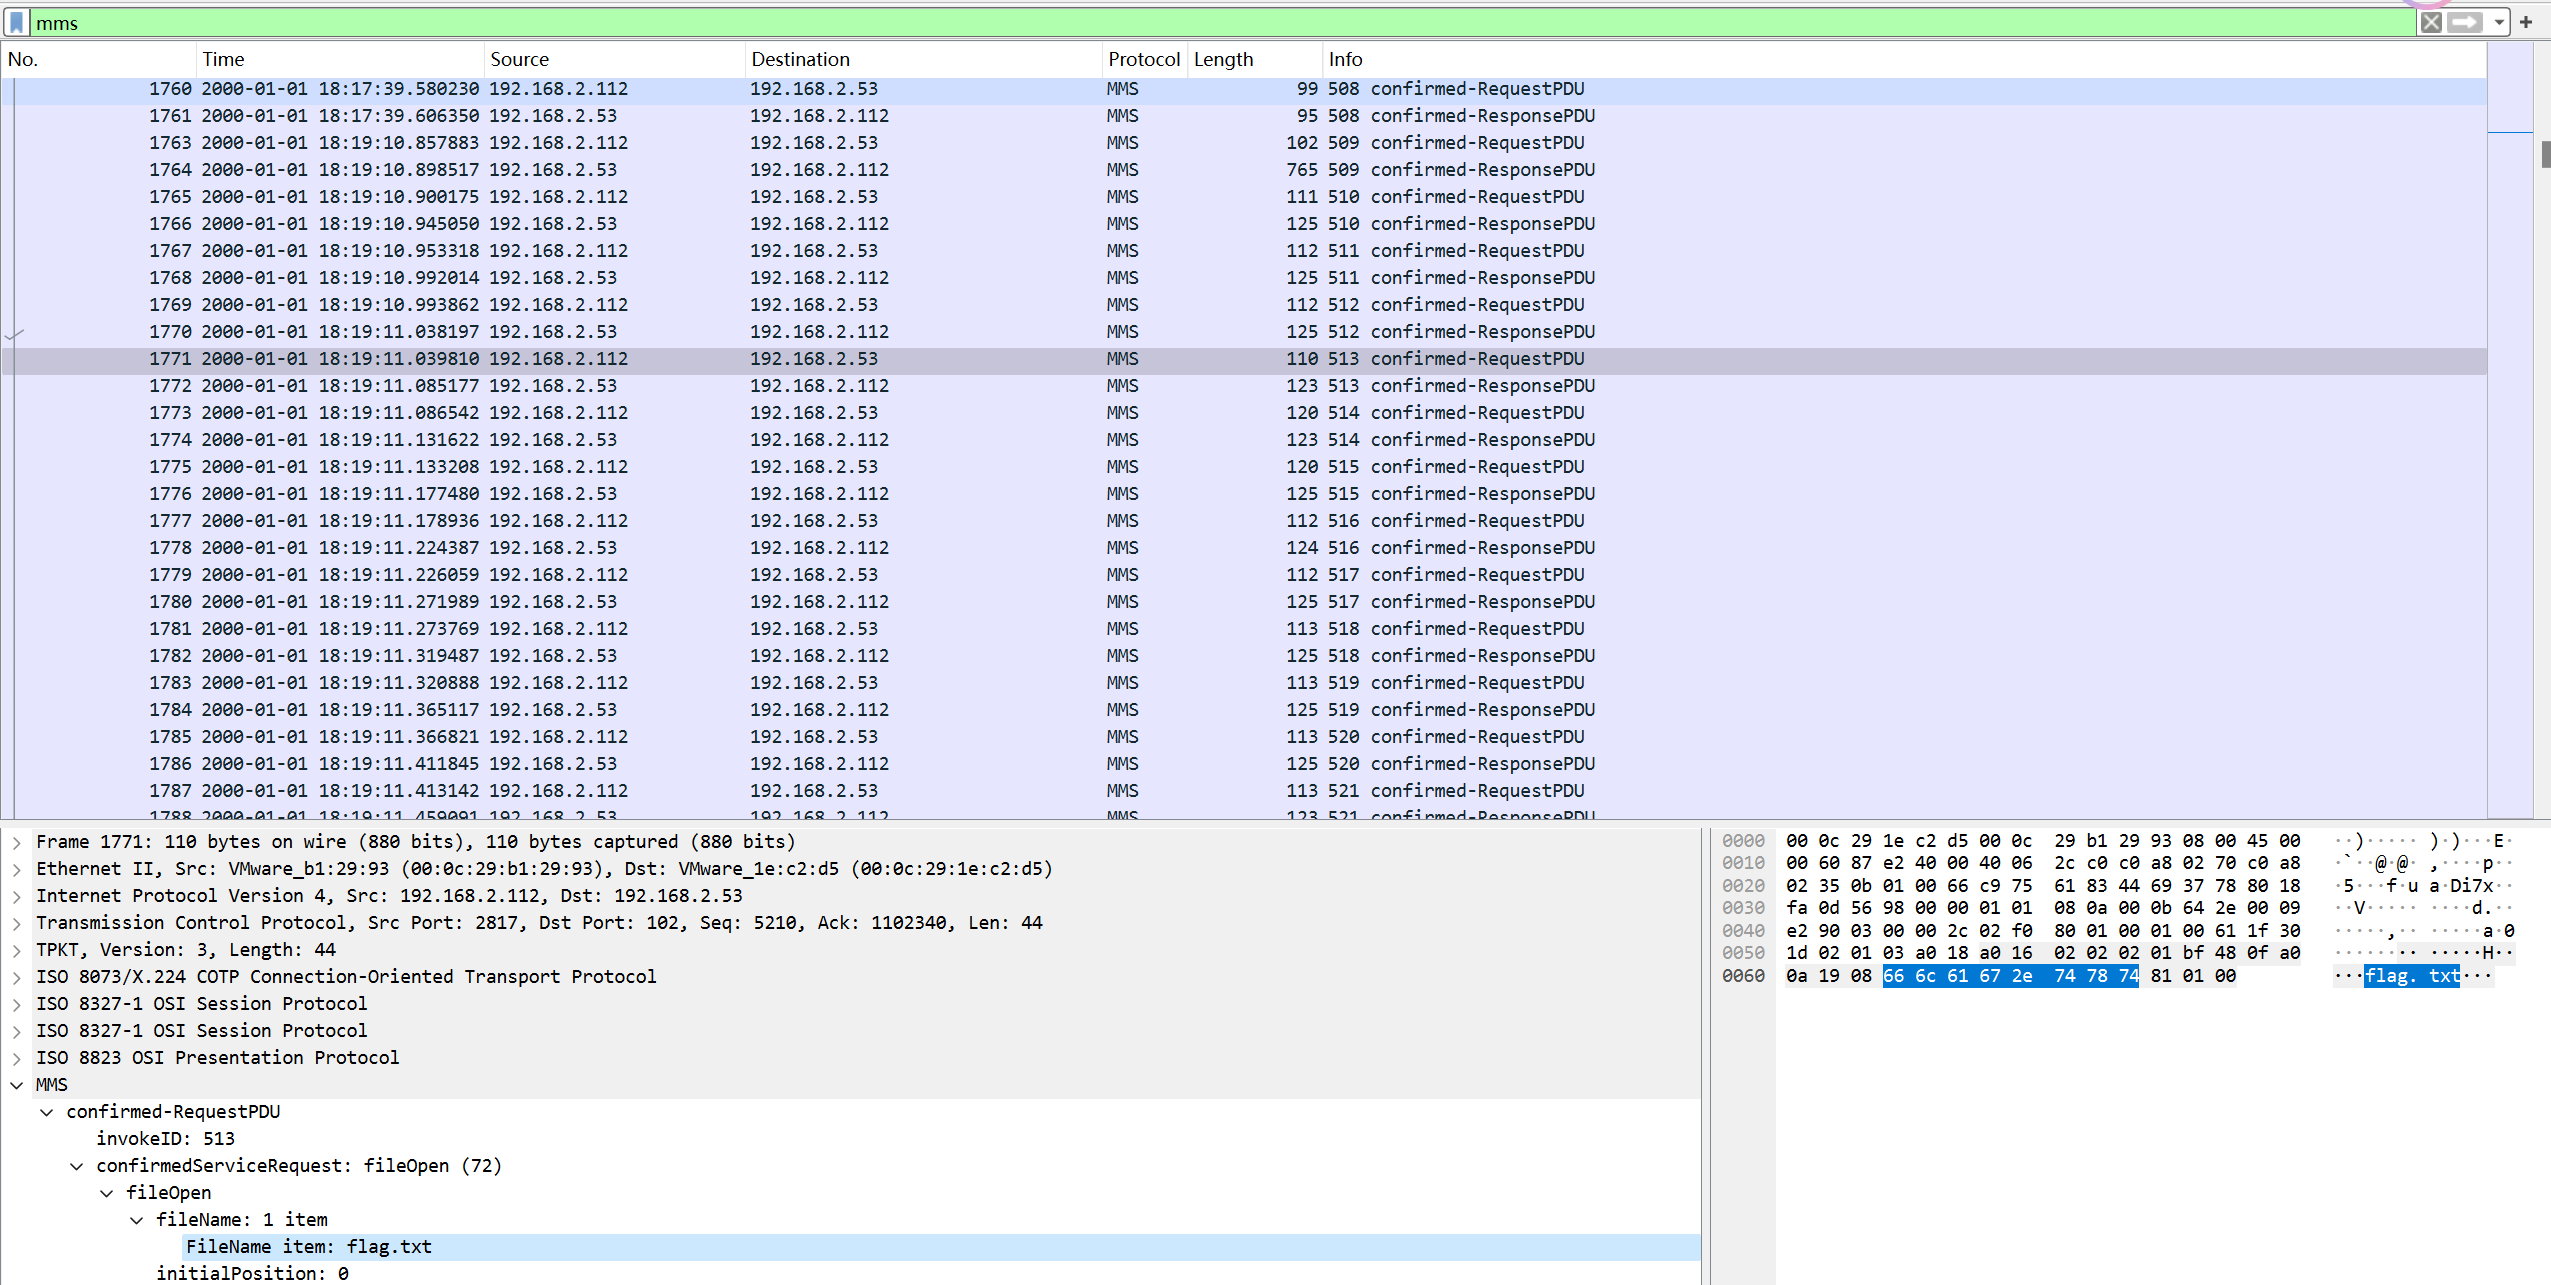 mms
No. Time Source Destination Protocol Length Info
1760 2000-01-01 18:17:39.580230 192.168.2.112 192.168.2.53 MMS 99 508 confirmed-RequestPDU
1761 2000-01-01 18:17:39.606350 192.168.2.53 192.168.2.112 MMS 95 508 confirmed-ResponsePDU
1763 2000-01-01 18:19:10.857883 192.168.2.112 192.168.2.53 MMS 102 509 confirmed-RequestPDU
1764 2000-01-01 18:19:10.898517 192.168.2.53 192.168.2.112 MMS 765 509 confirmed-ResponsePDU
1765 2000-01-01 18:19:10.900175 192.168.2.112 192.168.2.53 MMS 111 510 confirmed-RequestPDU
1766 2000-01-01 18:19:10.945050 192.168.2.53 192.168.2.112 MMS 125 510 confirmed-ResponsePDU
1767 2000-01-01 18:19:10.953318 192.168.2.112 192.168.2.53 MMS 112 511 confirmed-RequestPDU
1768 2000-01-01 18:19:10.992014 192.168.2.53 192.168.2.112 MMS 125 511 confirmed-ResponsePDU
1769 2000-01-01 18:19:10.993862 192.168.2.112 192.168.2.53 MMS 112 512 confirmed-RequestPDU
1770 2000-01-01 18:19:11.038197 192.168.2.53 192.168.2.112 MMS 125 512 confirmed-ResponsePDU
1771 2000-01-01 18:19:11.039810 192.168.2.112 192.168.2.53 MMS 110 513 confirmed-RequestPDU
1772 2000-01-01 18:19:11.085177 192.168.2.53 192.168.2.112 MMS 123 513 confirmed-ResponsePDU
1773 2000-01-01 18:19:11.086542 192.168.2.112 192.168.2.53 MMS 120 514 confirmed-RequestPDU
1774 2000-01-01 18:19:11.131622 192.168.2.53 192.168.2.112 MMS 123 514 confirmed-ResponsePDU
1775 2000-01-01 18:19:11.133208 192.168.2.112 192.168.2.53 MMS 120 515 confirmed-RequestPDU
1776 2000-01-01 18:19:11.177480 192.168.2.53 192.168.2.112 MMS 125 515 confirmed-ResponsePDU
1777 2000-01-01 18:19:11.178936 192.168.2.112 192.168.2.53 MMS 112 516 confirmed-RequestPDU
1778 2000-01-01 18:19:11.224387 192.168.2.53 192.168.2.112 MMS 124 516 confirmed-ResponsePDU
1779 2000-01-01 18:19:11.226059 192.168.2.112 192.168.2.53 MMS 112 517 confirmed-RequestPDU
1780 2000-01-01 18:19:11.271989 192.168.2.53 192.168.2.112 MMS 125 517 confirmed-ResponsePDU
1781 2000-01-01 18:19:11.273769 192.168.2.112 192.168.2.53 MMS 113 518 confirmed-RequestPDU
1782 2000-01-01 18:19:11.319487 192.168.2.53 192.168.2.112 MMS 125 518 confirmed-ResponsePDU
1783 2000-01-01 18:19:11.320888 192.168.2.112 192.168.2.53 MMS 113 519 confirmed-RequestPDU
1784 2000-01-01 18:19:11.365117 192.168.2.53 192.168.2.112 MMS 125 519 confirmed-ResponsePDU
1785 2000-01-01 18:19:11.366821 192.168.2.112 192.168.2.53 MMS 113 520 confirmed-RequestPDU
1786 2000-01-01 18:19:11.411845 192.168.2.53 192.168.2.112 MMS 125 520 confirmed-ResponsePDU
1787 2000-01-01 18:19:11.413142 192.168.2.112 192.168.2.53 MMS 113 521 confirmed-RequestPDU
1788 2000-01-01 18:19:11.459091 192.168.2.53 192.168.2.112 MMS 123 521 confirmed-ResponsePDU
Frame 1771: 110 bytes on wire (880 bits), 110 bytes captured (880 bits)
Ethernet II, Src: VMware_b1:29:93 (00:0c:29:b1:29:93), Dst: VMware_1e:c2:d5 (00:0c:29:1e:c2:d5)
Internet Protocol Version 4, Src: 192.168.2.112, Dst: 192.168.2.53
Transmission Control Protocol, Src Port: 2817, Dst Port: 102, Seq: 5210, Ack: 1102340, Len: 44
TPKT, Version: 3, Length: 44
ISO 8073/X.224 COTP Connection-Oriented Transport Protocol
ISO 8327-1 OSI Session Protocol
ISO 8327-1 OSI Session Protocol
ISO 8823 OSI Presentation Protocol
MMS
confirmed-RequestPDU
invokeID: 513
confirmedServiceRequest: fileOpen (72)
fileOpen
fileName: 1 item
FileName item: flag.txt
initialPosition: 0
0000 00 0c 29 1e c2 d5 00 0c 29 b1 29 93 08 00 45 00 ··)····· )·)···E·
0010 00 60 87 e2 40 00 40 06 2c c0 c0 a8 02 70 c0 a8 ·`··@·@· ,····p··
0020 02 35 0b 01 00 66 c9 75 61 83 44 69 37 78 80 18 ·5···f·u a·Di7x··
0030 fa 0d 56 98 00 00 01 01 08 0a 00 0b 64 2e 00 09 ··V····· ····d.··
0040 e2 90 03 00 00 2c 02 f0 80 01 00 01 00 61 1f 30 ·····,·· ·····a·0
0050 1d 02 01 03 a0 18 a0 16 02 02 02 01 bf 48 0f a0 ········ ·····H··
0060 0a 19 08 66 6c 61 67 2e 74 78 74 81 01 00 ···flag. txt···